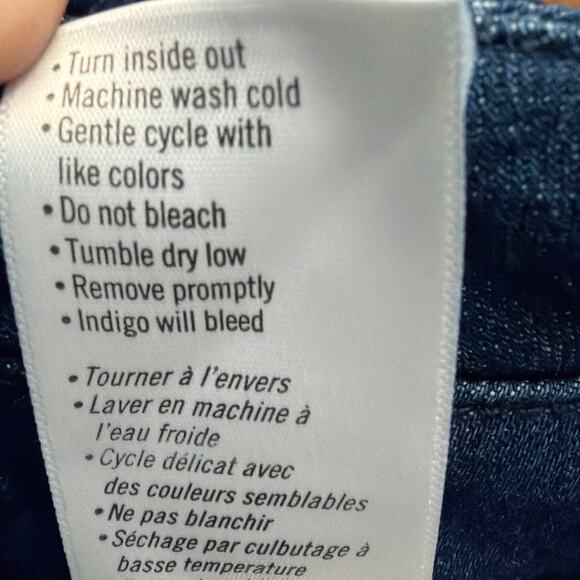 • Turn inside out
• Machine wash cold
• Gentle cycle with
like colors
• Do not bleach
• Tumble dry low
• Remove promptly
• Indigo will bleed
• Tourner à l'envers
• Laver en machine à
l'eau froide
• Cycle délicat avec
des couleurs semblables
• Ne pas blanchir
• Séchage par culbutage à
basse temperature